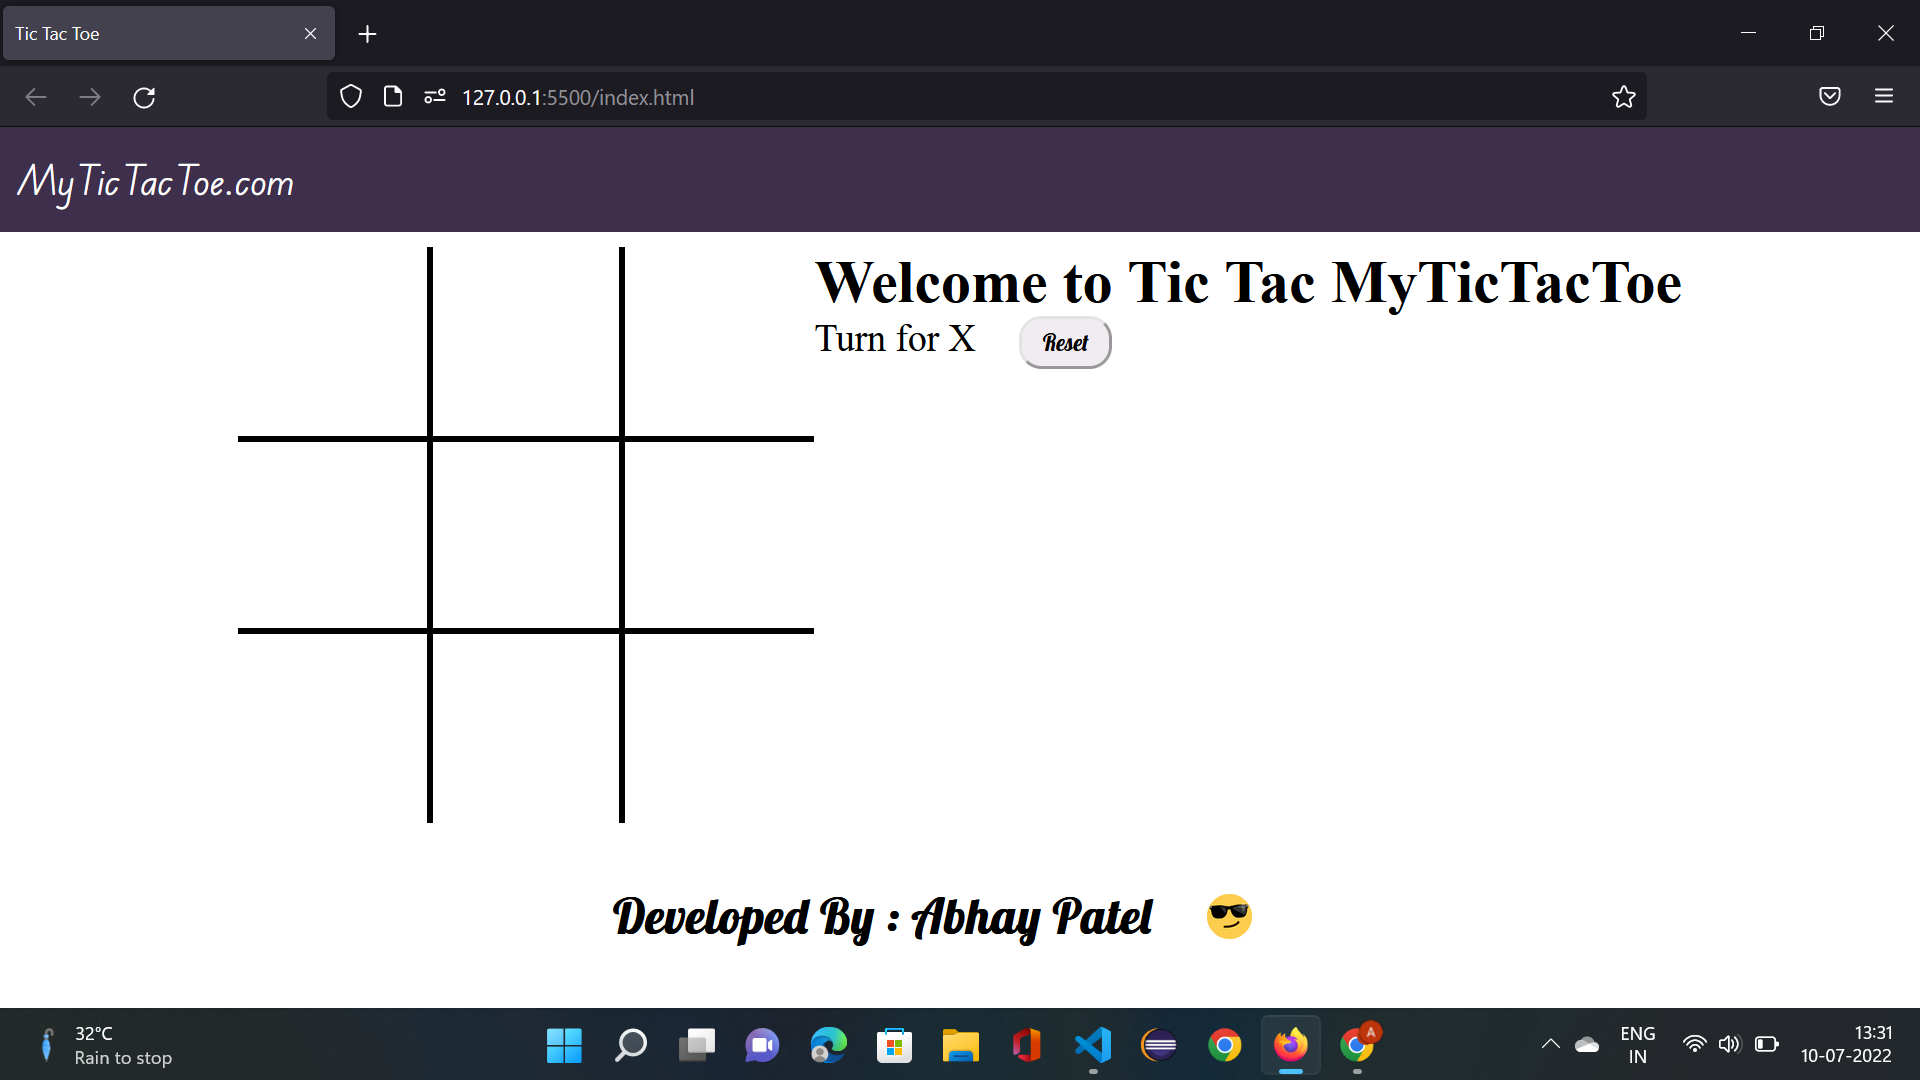 Tic Tac Toe
127.0.0.1:5500/index.html
MyTicTacToe.com
Welcome to Tic Tac MyTicTacToe
Turn for X
Reset
Developed By : Abhay Patel 😎
32°C
Rain to stop
A
ENG
IN
13:31
10-07-2022